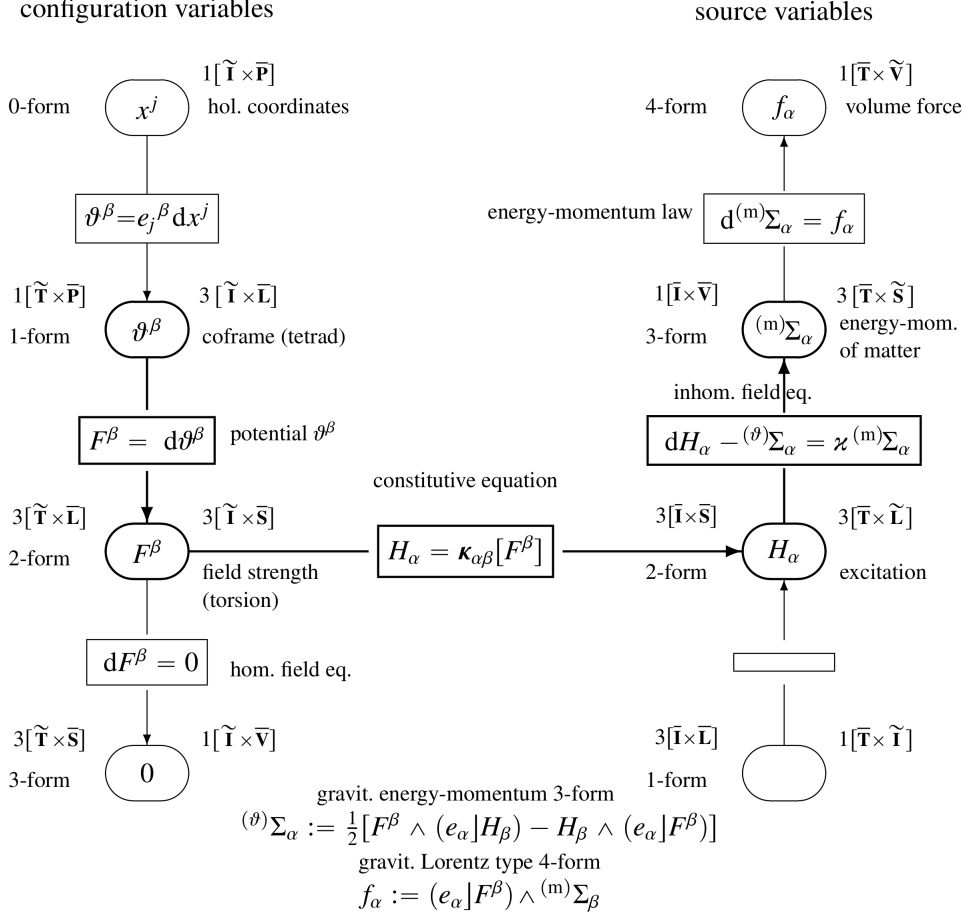 configuration variables
source variables
1[Ĩ×P̅]
1[T̅×Ṽ]
0-form
x^j
hol. coordinates
4-form
f_α
volume force
ϑ^β=e_j^β dx^j
energy-momentum law
d^(m)Σ_α = f_α
1[T̃×P̅]
3[Ĩ×L̅]
1[I̅×V̅]
3[T̅×S̃]
1-form
ϑ^β
coframe (tetrad)
3-form
^(m)Σ_α
energy-mom.
of matter
inhom. field eq.
F^β = dϑ^β
potential ϑ^β
dH_α − ^(ϑ)Σ_α = ϰ ^(m)Σ_α
constitutive equation
3[T̃×L̅]
3[Ĩ×S̅]
3[I̅×S̅]
3[T̅×L̃]
2-form
F^β
field strength
(torsion)
H_α = κ_αβ[F^β]
2-form
H_α
excitation
dF^β = 0
hom. field eq.
3[T̃×S̅]
1[Ĩ×V̅]
3[I̅×L̅]
1[T̅×Ĩ]
3-form
0
1-form
gravit. energy-momentum 3-form
^(ϑ)Σ_α := ½[F^β ∧ (e_α⌋H_β) − H_β ∧ (e_α⌋F^β)]
gravit. Lorentz type 4-form
f_α := (e_α⌋F^β) ∧ ^(m)Σ_β